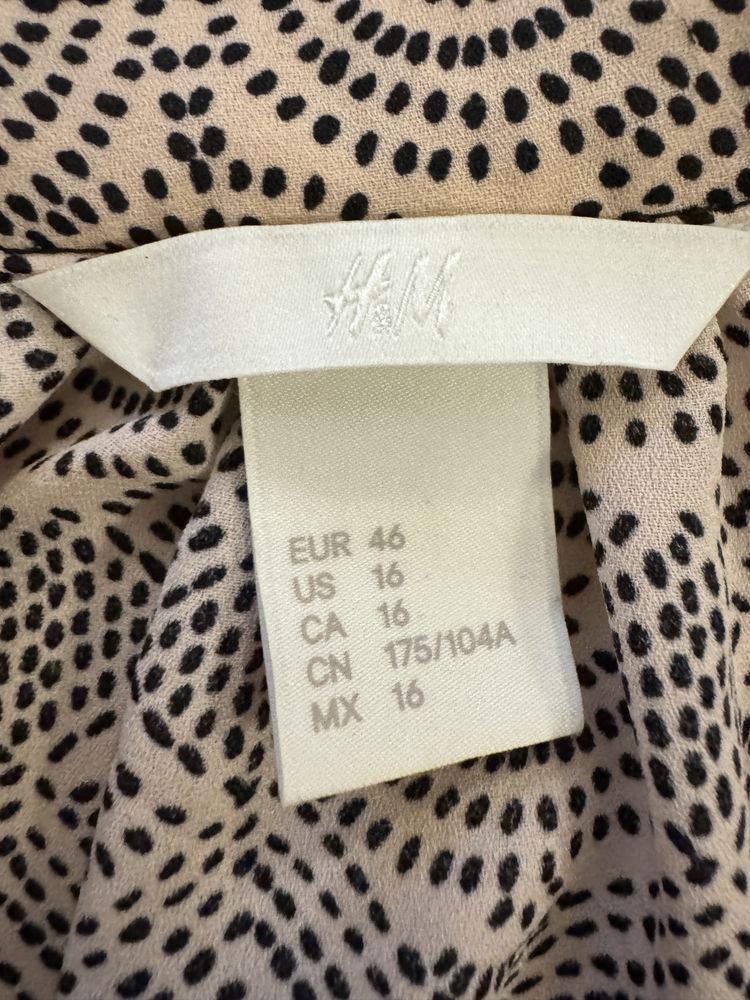 H&M
EUR 46
US 16
CA 16
CN 175/104A
MX 16